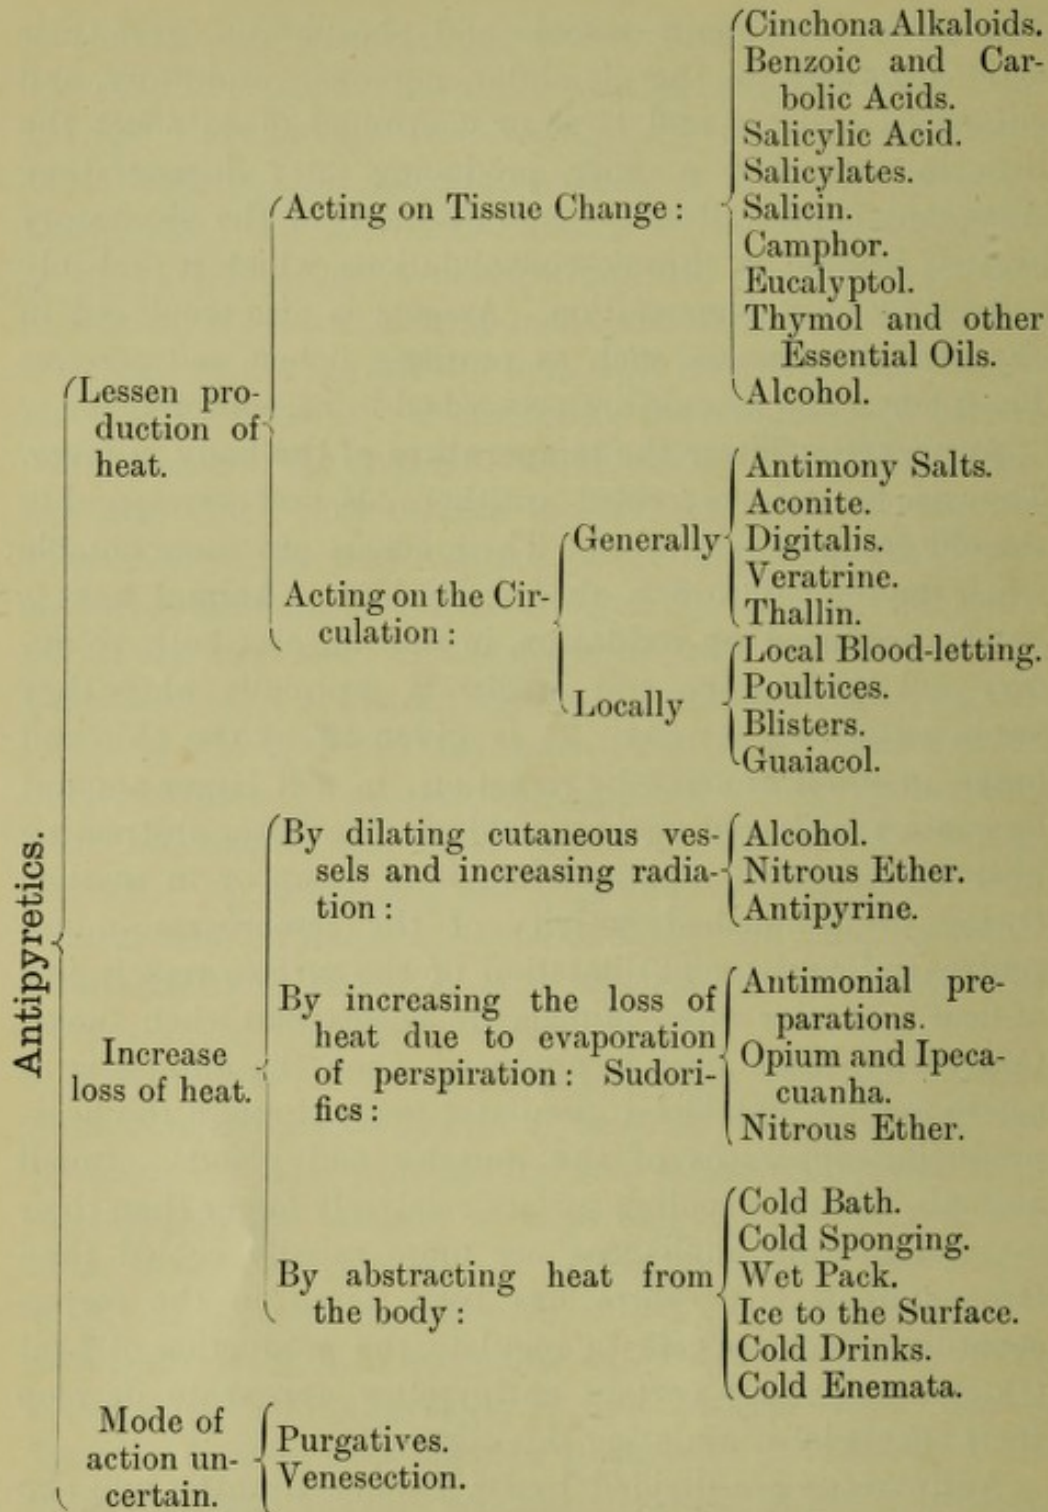 Antipyretics.
Lessen pro-
duction of
heat.
Acting on Tissue Change :
Cinchona Alkaloids.
Benzoic and Car-
bolic Acids.
Salicylic Acid.
Salicylates.
Salicin.
Camphor.
Eucalyptol.
Thymol and other
Essential Oils.
Alcohol.
Acting on the Cir-
culation :
Generally
Antimony Salts.
Aconite.
Digitalis.
Veratrine.
Thallin.
Locally
Local Blood-letting.
Poultices.
Blisters.
Guaiacol.
Increase
loss of heat.
By dilating cutaneous ves-
sels and increasing radia-
tion :
Alcohol.
Nitrous Ether.
Antipyrine.
By increasing the loss of
heat due to evaporation
of perspiration : Sudori-
fics :
Antimonial pre-
parations.
Opium and Ipeca-
cuanha.
Nitrous Ether.
By abstracting heat from
the body :
Cold Bath.
Cold Sponging.
Wet Pack.
Ice to the Surface.
Cold Drinks.
Cold Enemata.
Mode of
action un-
certain.
Purgatives.
Venesection.